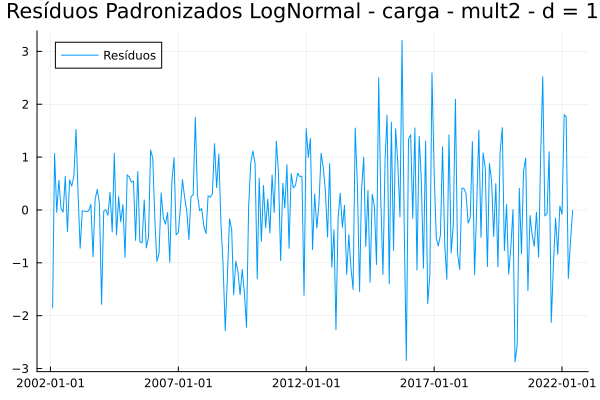 Resíduos Padronizados LogNormal - carga - mult2 - d = 1
Resíduos
3
2
1
0
−1
−2
−3
2002-01-01 2007-01-01 2012-01-01 2017-01-01 2022-01-01